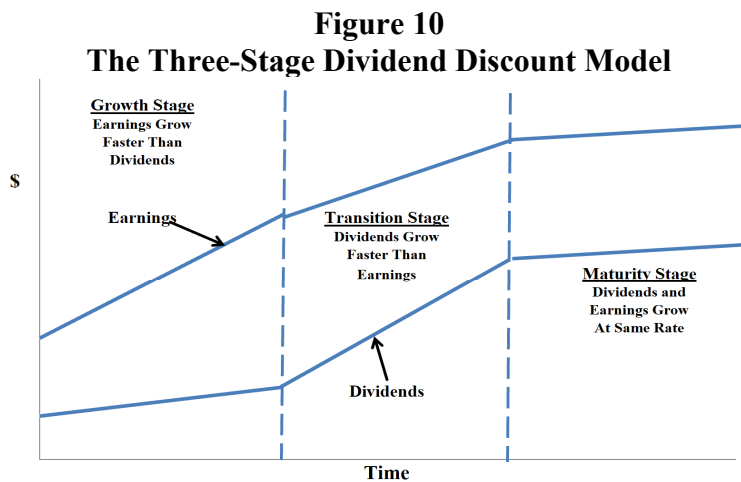 Figure 10
The Three-Stage Dividend Discount Model
Growth Stage
Earnings Grow
Faster Than
Dividends
$
Earnings
Transition Stage
Dividends Grow
Faster Than
Earnings
Maturity Stage
Dividends and
Earnings Grow
At Same Rate
Dividends
Time